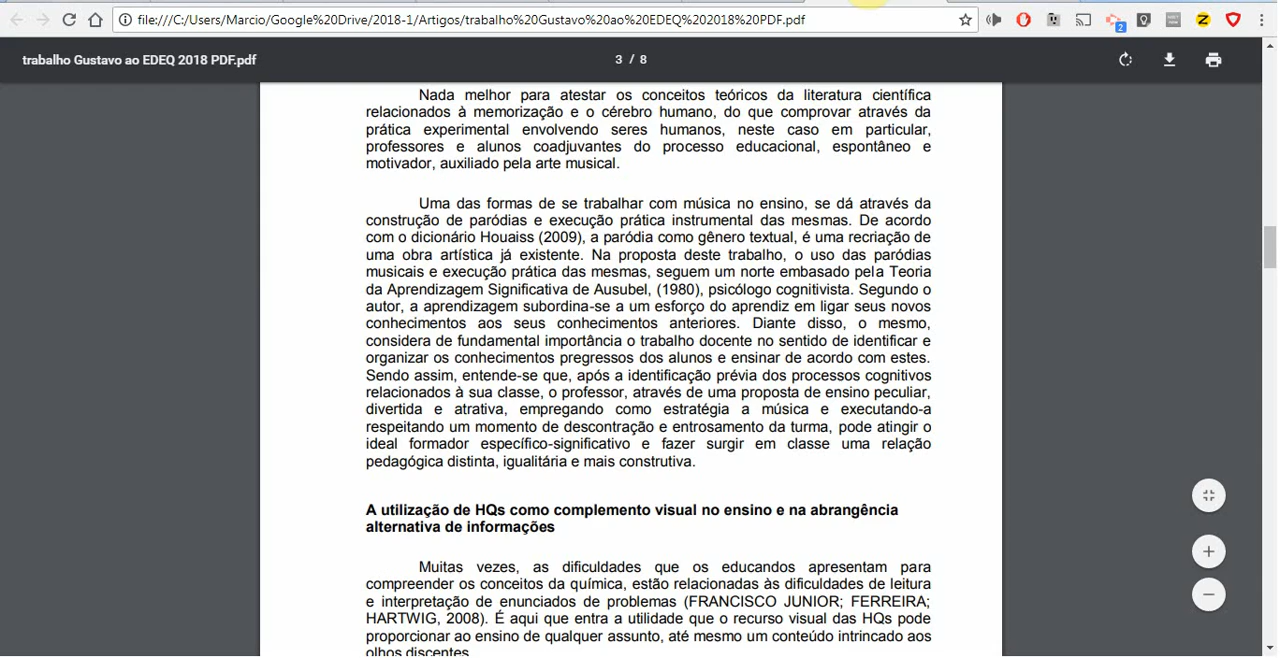 file:///C:/Users/Marcio/Google%20Drive/2018-1/Artigos/trabalho%20Gustavo%20ao%20EDEQ%202018%20PDF.pdf
2
trabalho Gustavo ao EDEQ 2018 PDF.pdf
3 / 8
Nada melhor para atestar os conceitos teóricos da literatura científica
relacionados à memorização e o cérebro humano, do que comprovar através da
prática experimental envolvendo seres humanos, neste caso em particular,
professores e alunos coadjuvantes do processo educacional, espontâneo e
motivador, auxiliado pela arte musical.
Uma das formas de se trabalhar com música no ensino, se dá através da
construção de paródias e execução prática instrumental das mesmas. De acordo
com o dicionário Houaiss (2009), a paródia como gênero textual, é uma recriação de
uma obra artística já existente. Na proposta deste trabalho, o uso das paródias
musicais e execução prática das mesmas, seguem um norte embasado pela Teoria
da Aprendizagem Significativa de Ausubel, (1980), psicólogo cognitivista. Segundo o
autor, a aprendizagem subordina-se a um esforço do aprendiz em ligar seus novos
conhecimentos aos seus conhecimentos anteriores. Diante disso, o mesmo,
considera de fundamental importância o trabalho docente no sentido de identificar e
organizar os conhecimentos pregressos dos alunos e ensinar de acordo com estes.
Sendo assim, entende-se que, após a identificação prévia dos processos cognitivos
relacionados à sua classe, o professor, através de uma proposta de ensino peculiar,
divertida e atrativa, empregando como estratégia a música e executando-a
respeitando um momento de descontração e entrosamento da turma, pode atingir o
ideal formador específico-significativo e fazer surgir em classe uma relação
pedagógica distinta, igualitária e mais construtiva.
A utilização de HQs como complemento visual no ensino e na abrangência
alternativa de informações
Muitas vezes, as dificuldades que os educandos apresentam para
compreender os conceitos da química, estão relacionadas às dificuldades de leitura
e interpretação de enunciados de problemas (FRANCISCO JUNIOR; FERREIRA;
HARTWIG, 2008). É aqui que entra a utilidade que o recurso visual das HQs pode
proporcionar ao ensino de qualquer assunto, até mesmo um conteúdo intrincado aos
olhos discentes.